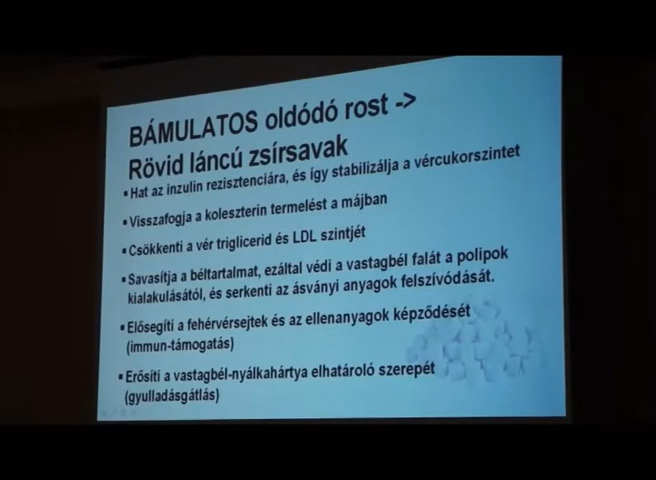 BÁMULATOS oldódó rost ->
Rövid láncú zsírsavak
▪ Hat az inzulin rezisztenciára, és így stabilizálja a vércukorszintet
▪ Visszafogja a koleszterin termelést a májban
▪ Csökkenti a vér triglicerid és LDL szintjét
▪ Savasítja a béltartalmat, ezáltal védi a vastagbél falát a polipok
kialakulásától, és serkenti az ásványi anyagok felszívódását.
▪ Elősegíti a fehérvérsejtek és az ellenanyagok képződését
(immun-támogatás)
▪ Erősíti a vastagbél-nyálkahártya elhatároló szerepét
(gyulladásgátlás)